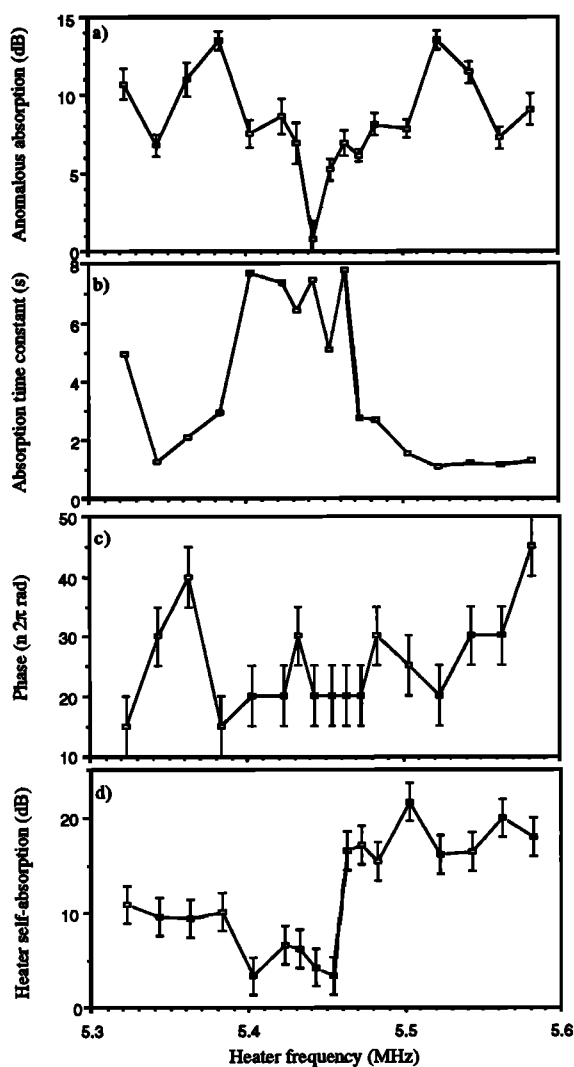 Anomalous absorption (dB)
a)
15
10
5
0
Absorption time constant (s)
b)
8
6
4
2
0
Phase (n 2π rad)
c)
50
40
30
20
10
Heater self-absorption (dB)
d)
20
10
0
5.3
5.4
5.5
5.6
Heater frequency (MHz)